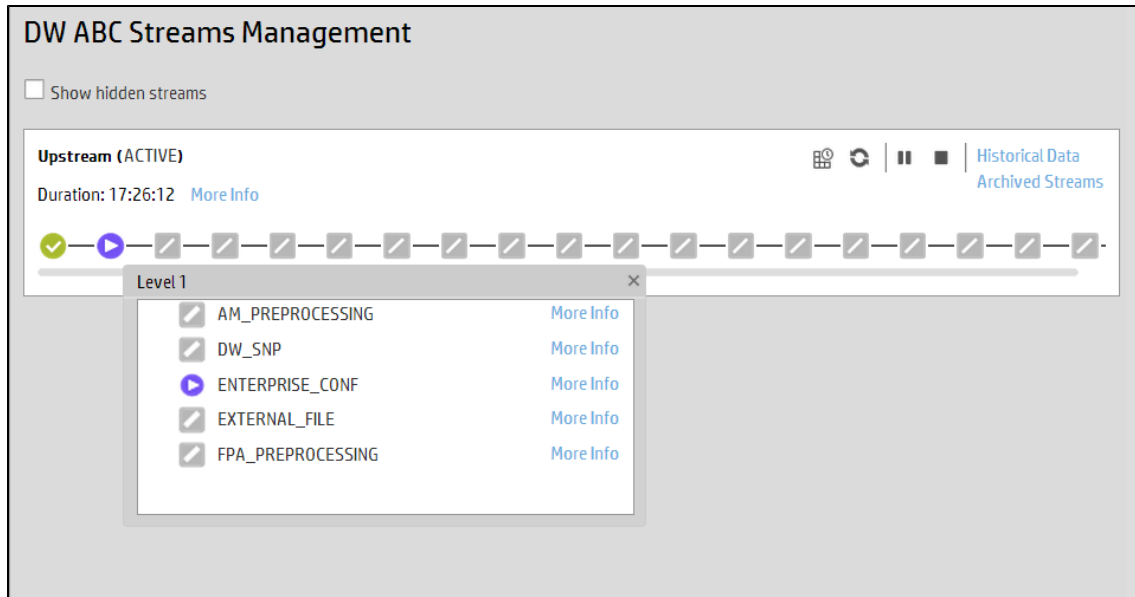 DW ABC Streams Management
Show hidden streams
Upstream (ACTIVE)
Historical Data
Duration: 17:26:12 More Info
Archived Streams
Level 1
AM_PREPROCESSING More Info
DW_SNP More Info
ENTERPRISE_CONF More Info
EXTERNAL_FILE More Info
FPA_PREPROCESSING More Info